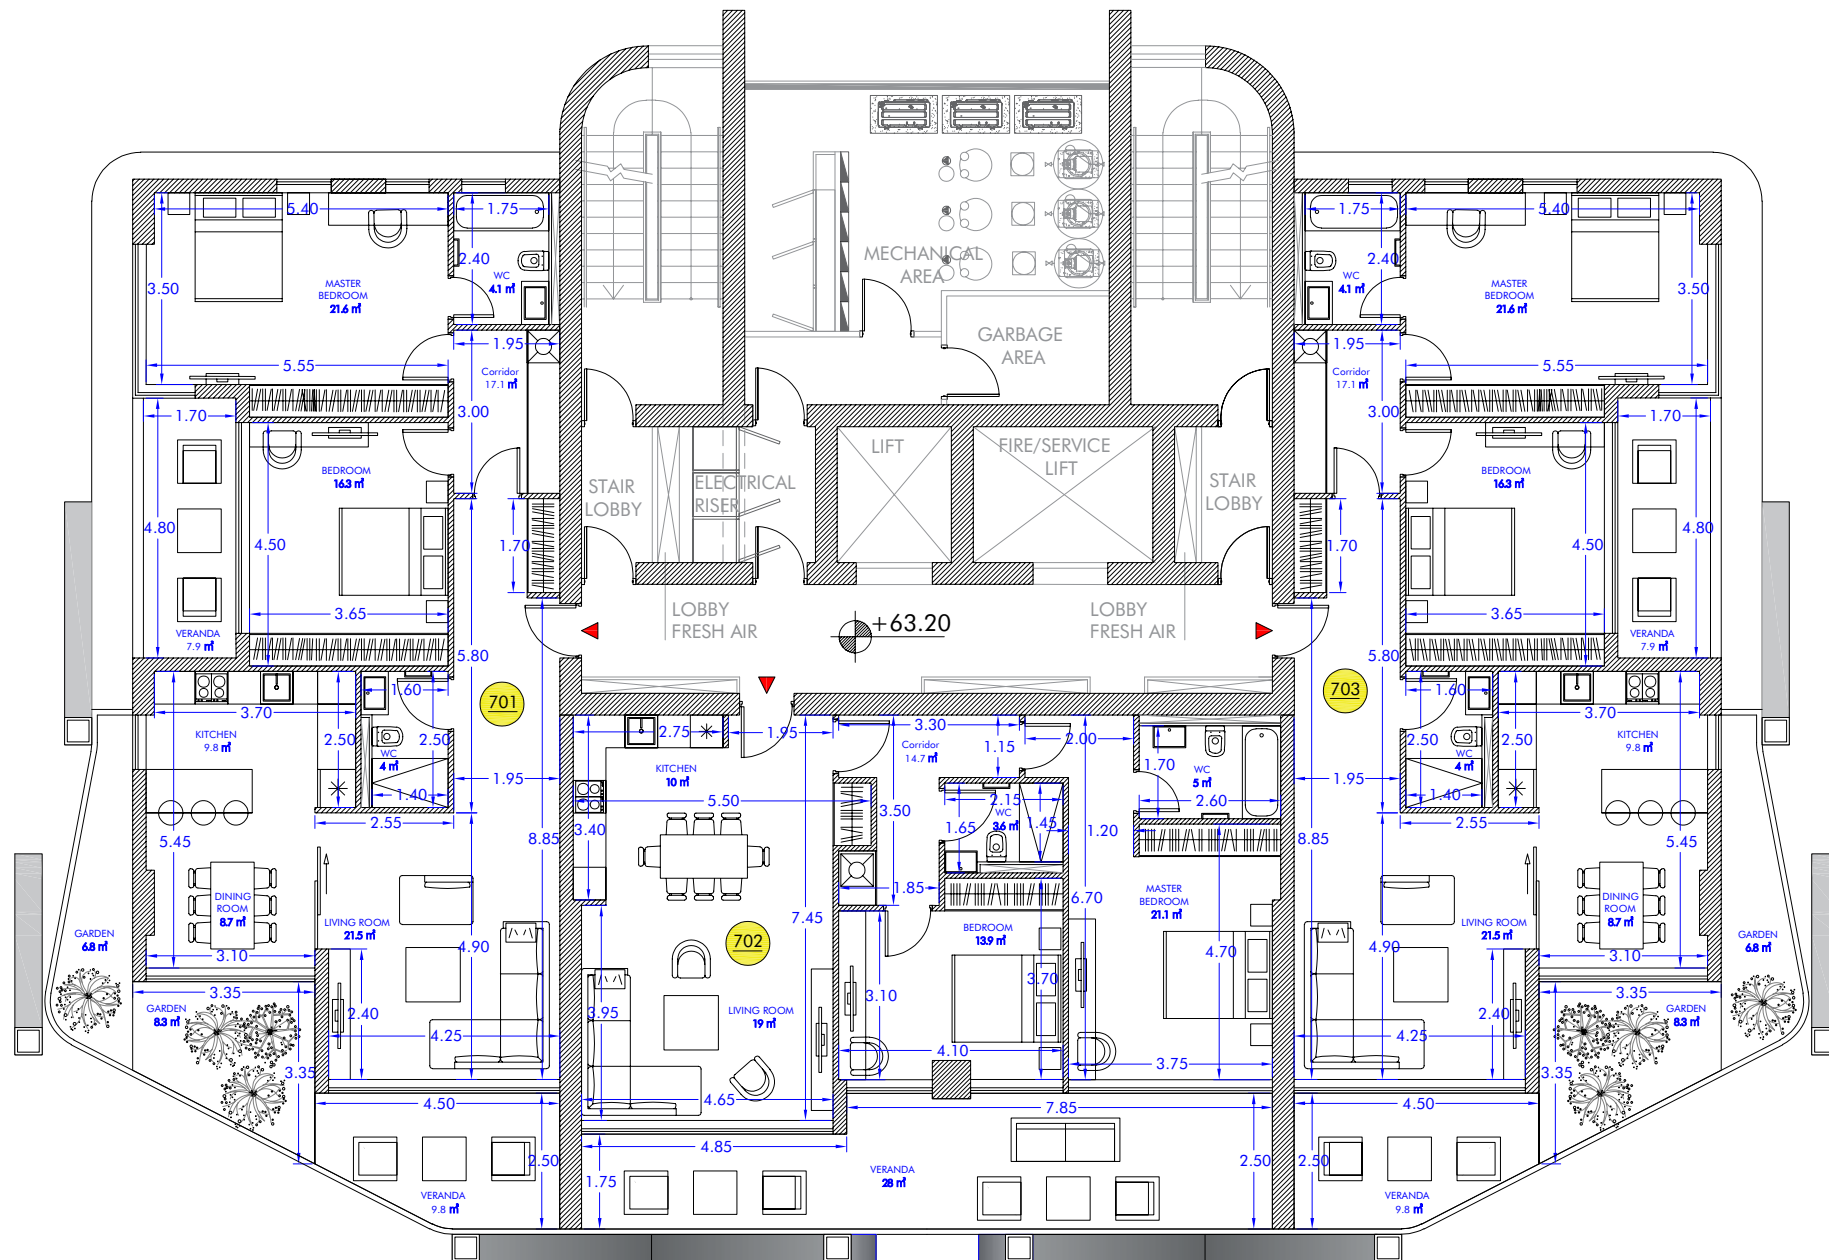 5.40
1.75
2.40
3.50
MASTER
BEDROOM
21.6 m²
WC
4.1 m²
5.55
1.95
Corridor
17.1 m²
3.00
1.70
BEDROOM
16.3 m²
4.80
4.50
1.70
3.65
VERANDA
7.9 m²
5.80
701
1.60
3.70
KITCHEN
9.8 m²
2.50
WC
4 m²
2.50
1.40
1.95
2.55
5.45
8.85
DINING
ROOM
8.7 m²
LIVING ROOM
21.5 m²
GARDEN
6.8 m²
3.10
4.90
3.35
GARDEN
8.3 m²
2.40
4.25
3.35
4.50
2.50
VERANDA
9.8 m²
MECHANICAL
AREA
GARBAGE
AREA
LIFT
FIRE/SERVICE
LIFT
STAIR
LOBBY
ELECTRICAL
RISER
STAIR
LOBBY
LOBBY
FRESH AIR
+63.20
LOBBY
FRESH AIR
2.75
1.95
3.30
Corridor
14.7 m²
1.15
2.00
KITCHEN
10 m²
5.50
3.50
3.40
2.15
WC
3.6 m²
1.65
1.45
1.70
WC
5 m²
2.60
1.20
1.85
6.70
MASTER
BEDROOM
21.1 m²
7.45
702
BEDROOM
13.9 m²
4.70
3.70
3.10
3.95
LIVING ROOM
19 m²
4.10
3.75
4.65
7.85
4.85
1.75
VERANDA
28 m²
2.50
1.75
5.40
2.40
WC
4.1 m²
MASTER
BEDROOM
21.6 m²
3.50
1.95
5.55
Corridor
17.1 m²
3.00
1.70
BEDROOM
16.3 m²
4.80
4.50
1.70
3.65
VERANDA
7.9 m²
5.80
703
1.60
3.70
KITCHEN
9.8 m²
2.50
WC
4 m²
2.50
1.40
1.95
2.55
5.45
8.85
DINING
ROOM
8.7 m²
LIVING ROOM
21.5 m²
GARDEN
6.8 m²
3.10
4.90
3.35
GARDEN
8.3 m²
2.40
4.25
3.35
4.50
2.50
VERANDA
9.8 m²